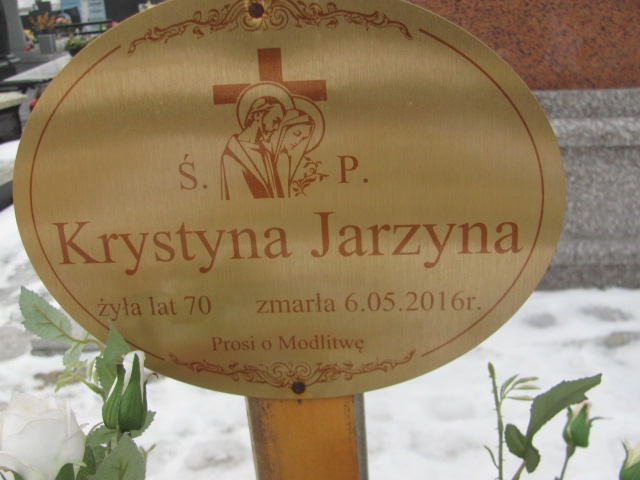 Ś. P.
Krystyna Jarzyna
żyła lat 70 zmarła 6.05.2016r.
Prosi o Modlitwę